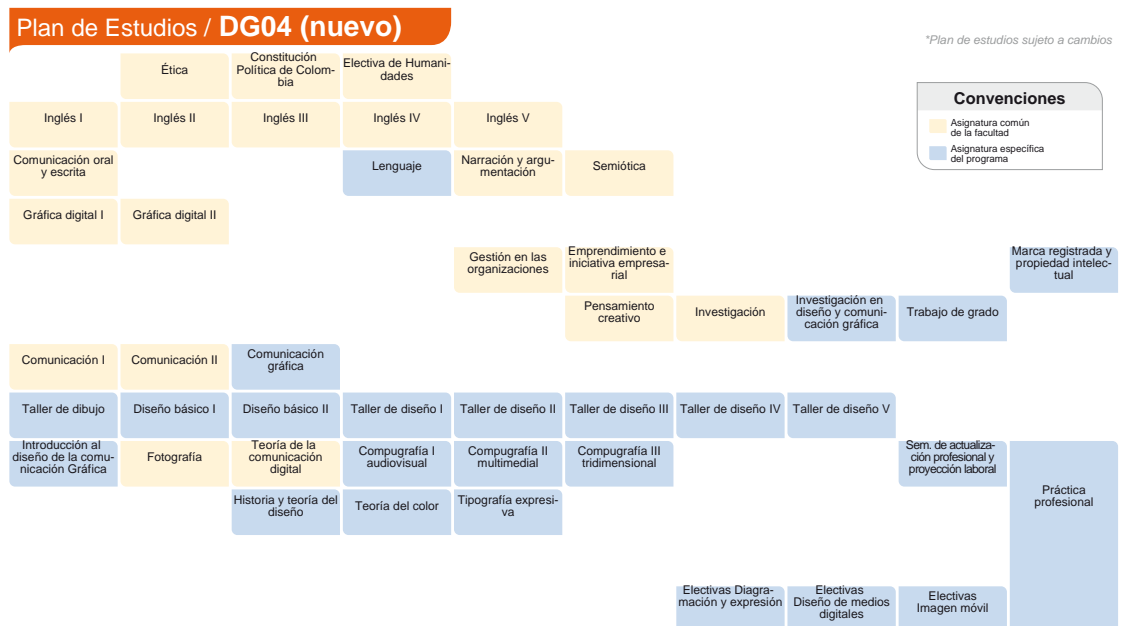 Plan de Estudios / DG04 (nuevo)
*Plan de estudios sujeto a cambios
Convenciones
Asignatura común
de la facultad
Asignatura específica
del programa
Ética
Constitución
Política de Colom-
bia
Electiva de Humani-
dades
Inglés I
Inglés II
Inglés III
Inglés IV
Inglés V
Comunicación oral
y escrita
Lenguaje
Narración y argu-
mentación
Semiótica
Gráfica digital I
Gráfica digital II
Gestión en las
organizaciones
Emprendimiento e
iniciativa empresa-
rial
Marca registrada y
propiedad intelec-
tual
Pensamiento
creativo
Investigación
Investigación en
diseño y comuni-
cación gráfica
Trabajo de grado
Comunicación I
Comunicación II
Comunicación
gráfica
Taller de dibujo
Diseño básico I
Diseño básico II
Taller de diseño I
Taller de diseño II
Taller de diseño III
Taller de diseño IV
Taller de diseño V
Introducción al
diseño de la comu-
nicación Gráfica
Fotografía
Teoría de la
comunicación
digital
Compugrafía I
audiovisual
Compugrafía II
multimedial
Compugrafía III
tridimensional
Sem. de actualiza-
ción profesional y
proyección laboral
Práctica
profesional
Historia y teoría del
diseño
Teoría del color
Tipografía expresi-
va
Electivas Diagra-
mación y expresión
Electivas
Diseño de medios
digitales
Electivas
Imagen móvil